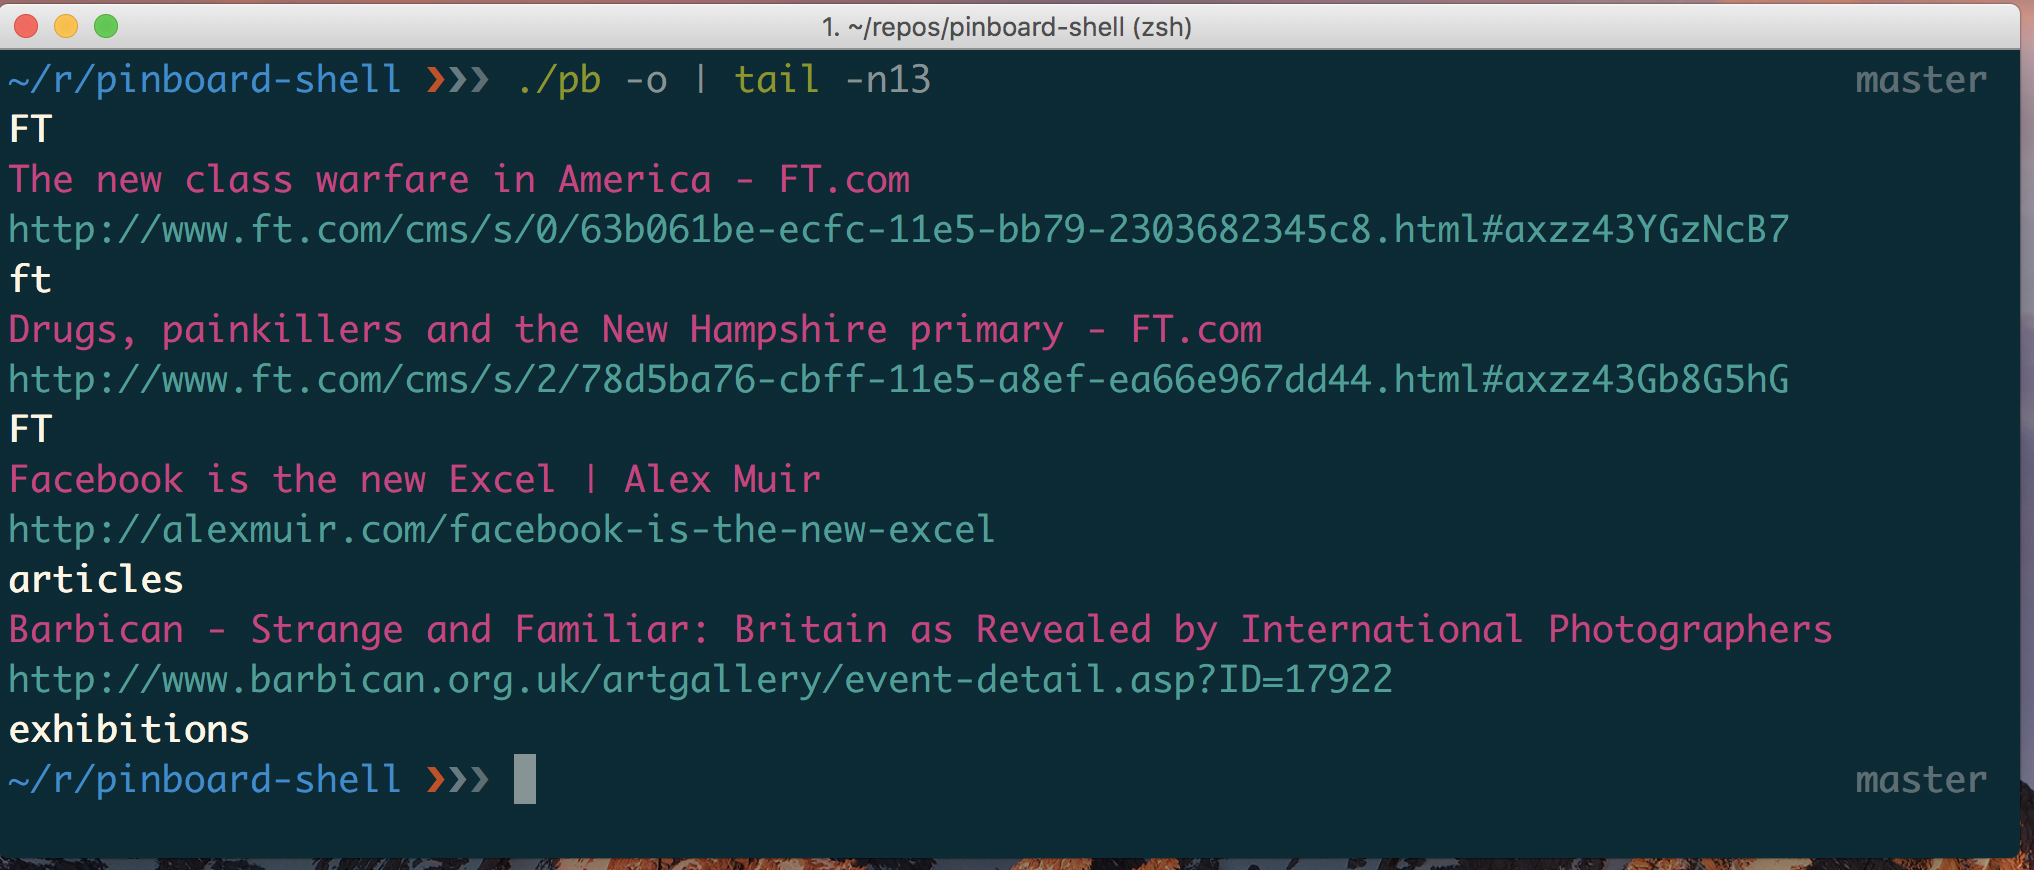 1. ~/repos/pinboard-shell (zsh)
~/r/pinboard-shell ❯❯❯ ./pb -o | tail -n13 master
FT
The new class warfare in America - FT.com
http://www.ft.com/cms/s/0/63b061be-ecfc-11e5-bb79-2303682345c8.html#axzz43YGzNcB7
ft
Drugs, painkillers and the New Hampshire primary - FT.com
http://www.ft.com/cms/s/2/78d5ba76-cbff-11e5-a8ef-ea66e967dd44.html#axzz43Gb8G5hG
FT
Facebook is the new Excel | Alex Muir
http://alexmuir.com/facebook-is-the-new-excel
articles
Barbican - Strange and Familiar: Britain as Revealed by International Photographers
http://www.barbican.org.uk/artgallery/event-detail.asp?ID=17922
exhibitions
~/r/pinboard-shell ❯❯❯ master